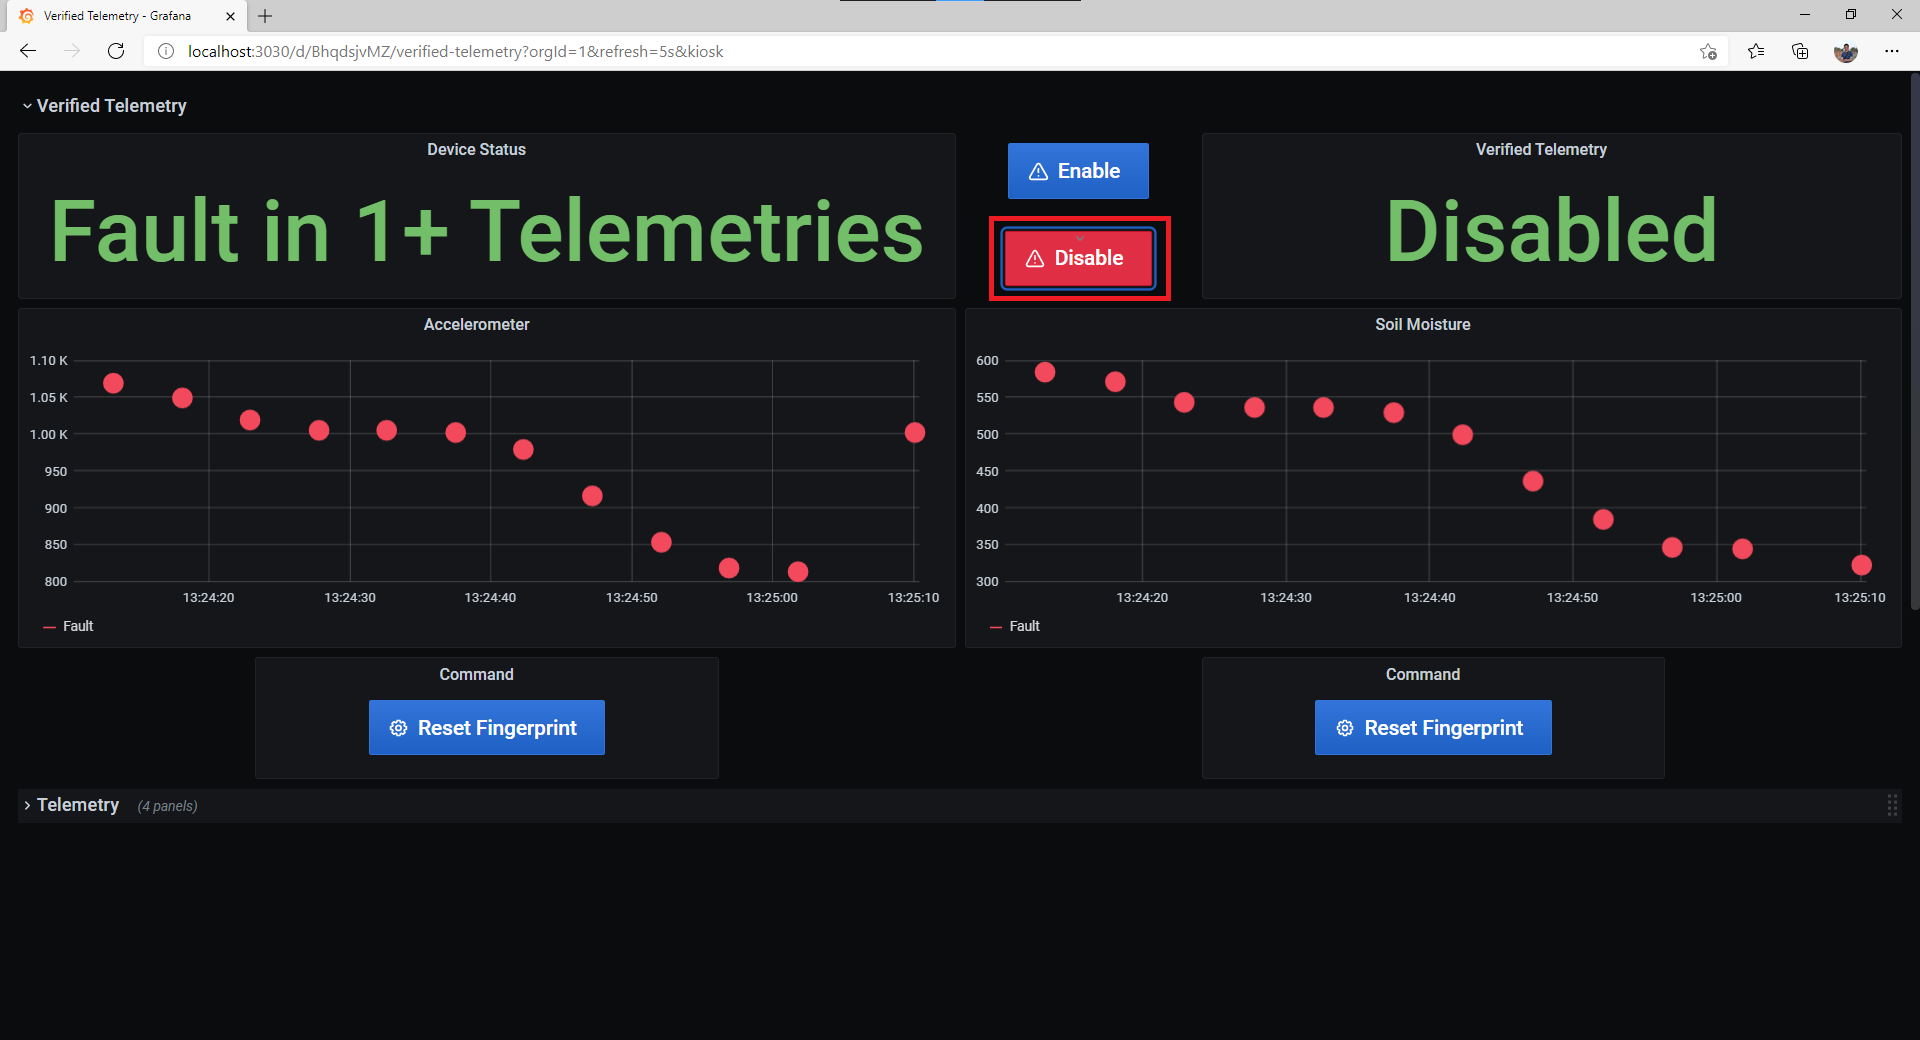 Verified Telemetry - Grafana
localhost:3030/d/BhqdsjvMZ/verified-telemetry?orgId=1&refresh=5s&kiosk
Verified Telemetry
Device Status
Fault in 1+ Telemetries
Enable
Disable
Verified Telemetry
Disabled
Accelerometer
1.10 K
1.05 K
1.00 K
950
900
850
800
13:24:20 13:24:30 13:24:40 13:24:50 13:25:00 13:25:10
Fault
Soil Moisture
600
550
500
450
400
350
300
13:24:20 13:24:30 13:24:40 13:24:50 13:25:00 13:25:10
Fault
Command
Reset Fingerprint
Command
Reset Fingerprint
Telemetry (4 panels)